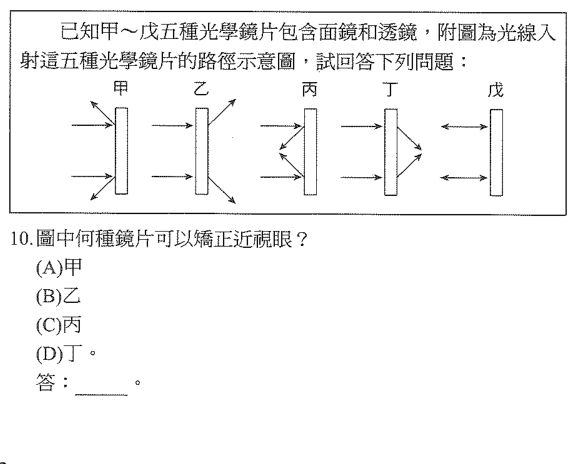 已知甲～戊五種光學鏡片包含面鏡和透鏡，附圖為光線入
射這五種光學鏡片的路徑示意圖，試回答下列問題：
甲 乙 丙 丁 戊
10.圖中何種鏡片可以矯正近視眼？
(A)甲
(B)乙
(C)丙
(D)丁。
答：______。